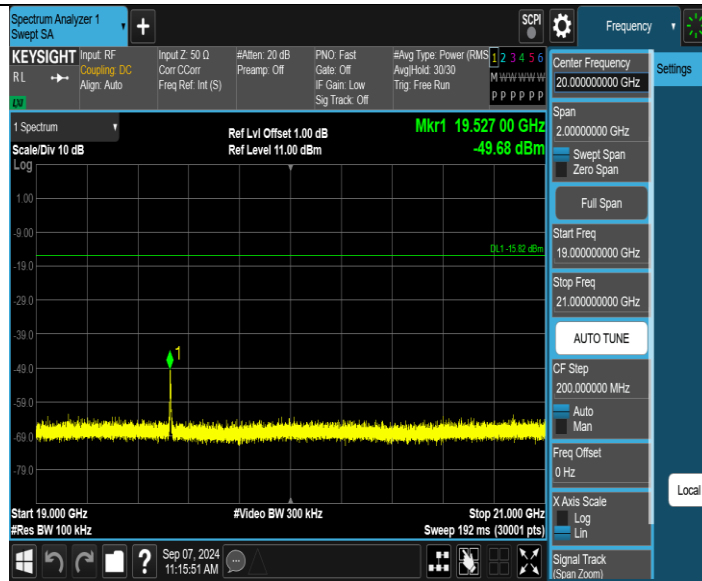 Spectrum Analyzer 1
Swept SA
+
SCPI
Frequency
KEYSIGHT
RL
LXI
Input: RF
Coupling: DC
Align: Auto
Input Z: 50 Ω
Corr CCorr
Freq Ref: Int (S)
#Atten: 20 dB
Preamp: Off
PNO: Fast
Gate: Off
IF Gain: Low
Sig Track: Off
#Avg Type: Power (RMS
Avg|Hold: 30/30
Trig: Free Run
1 2 3 4 5 6
M W W W W W
P P P P P P
Settings
1 Spectrum
Scale/Div 10 dB
Log
Ref Lvl Offset 1.00 dB
Ref Level 11.00 dBm
Mkr1 19.527 00 GHz
-49.68 dBm
1.00
-9.00
DL1 -15.82 dBm
-19.0
-29.0
-39.0
1
-49.0
-59.0
-69.0
-79.0
Start 19.000 GHz
#Res BW 100 kHz
#Video BW 300 kHz
Stop 21.000 GHz
Sweep 192 ms (30001 pts)
Center Frequency
20.000000000 GHz
Span
2.00000000 GHz
Swept Span
Zero Span
Full Span
Start Freq
19.000000000 GHz
Stop Freq
21.000000000 GHz
AUTO TUNE
CF Step
200.000000 MHz
Auto
Man
Freq Offset
0 Hz
X Axis Scale
Log
Lin
Signal Track
(Span Zoom)
Local
?
Sep 07, 2024
11:15:51 AM